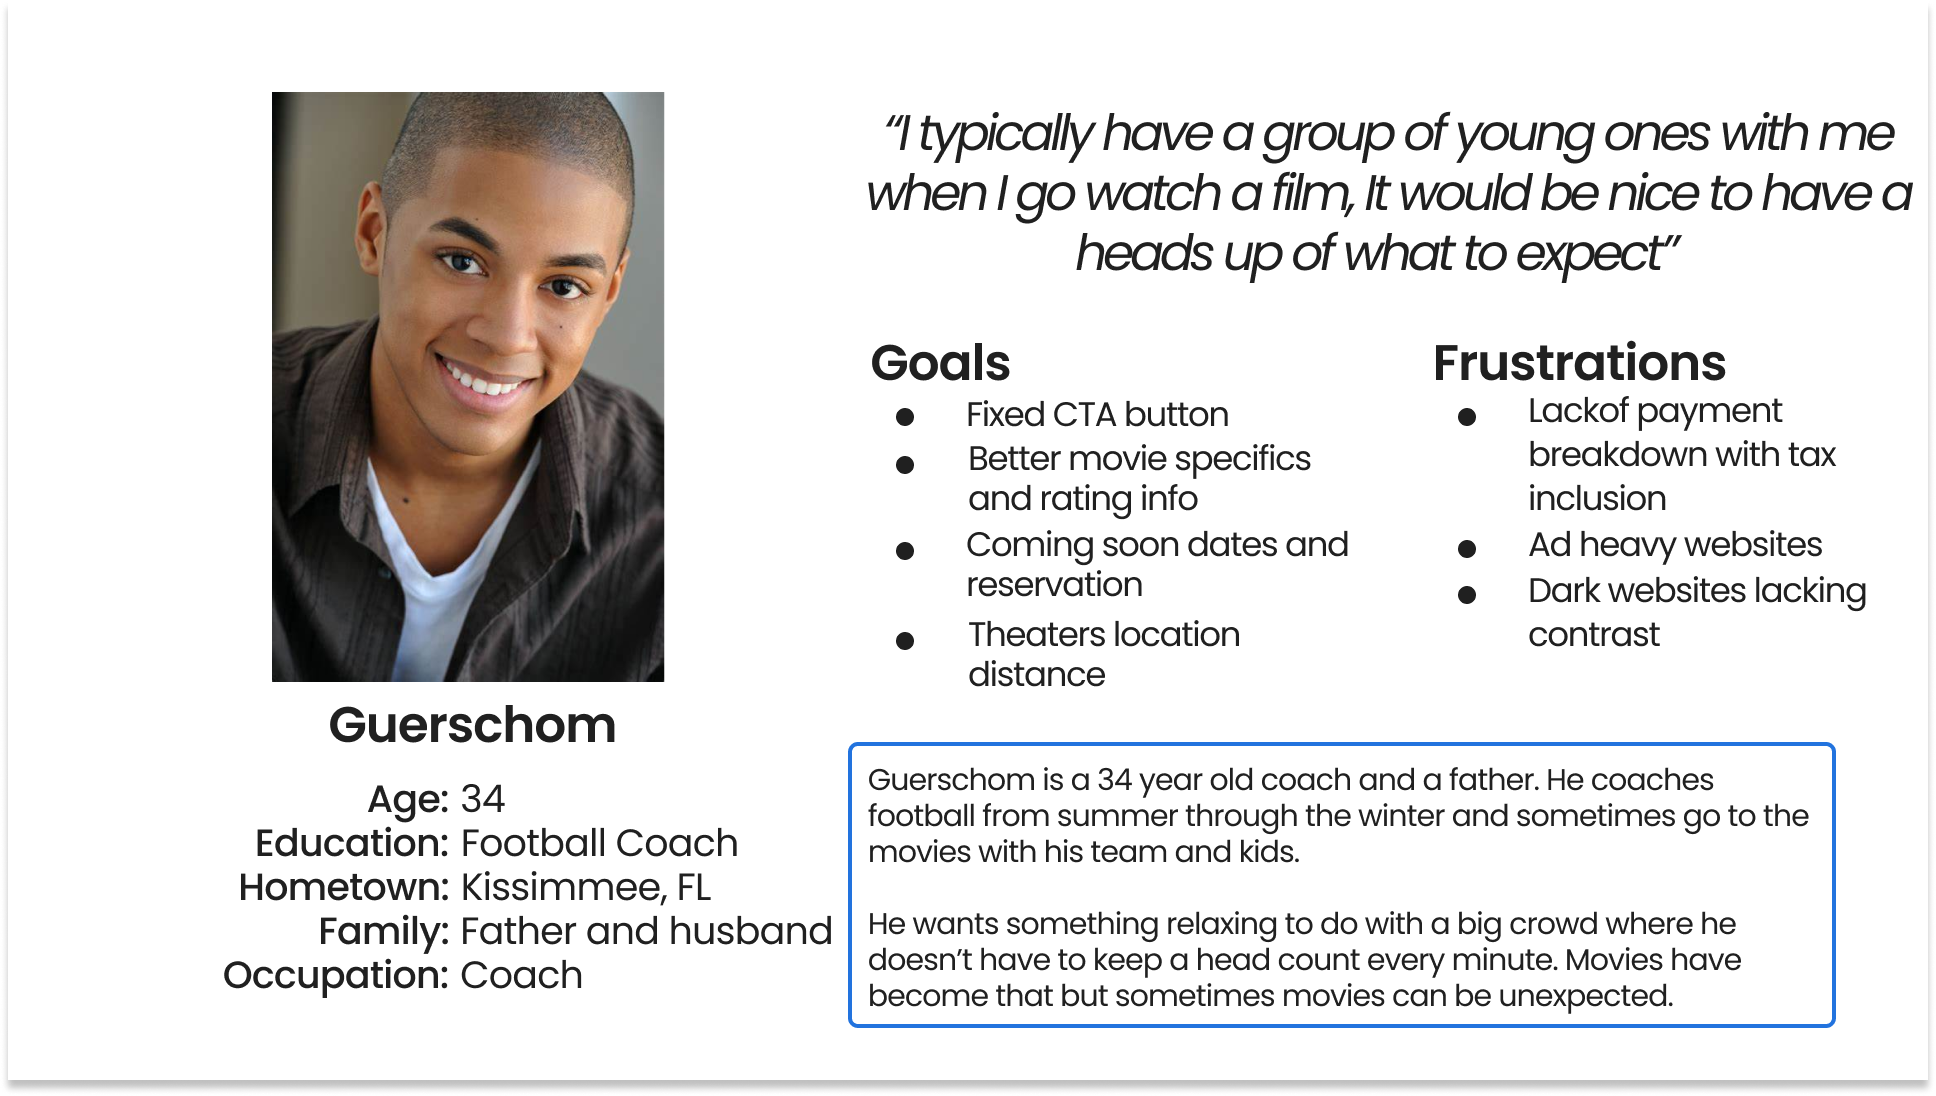 “I typically have a group of young ones with me
when I go watch a film, It would be nice to have a
heads up of what to expect”
Goals
Fixed CTA button
Better movie specifics
and rating info
Coming soon dates and
reservation
Theaters location
distance
Frustrations
Lackof payment
breakdown with tax
inclusion
Ad heavy websites
Dark websites lacking
contrast
Guerschom
Age: 34
Education: Football Coach
Hometown: Kissimmee, FL
Family: Father and husband
Occupation: Coach
Guerschom is a 34 year old coach and a father. He coaches
football from summer through the winter and sometimes go to the
movies with his team and kids.
He wants something relaxing to do with a big crowd where he
doesn’t have to keep a head count every minute. Movies have
become that but sometimes movies can be unexpected.